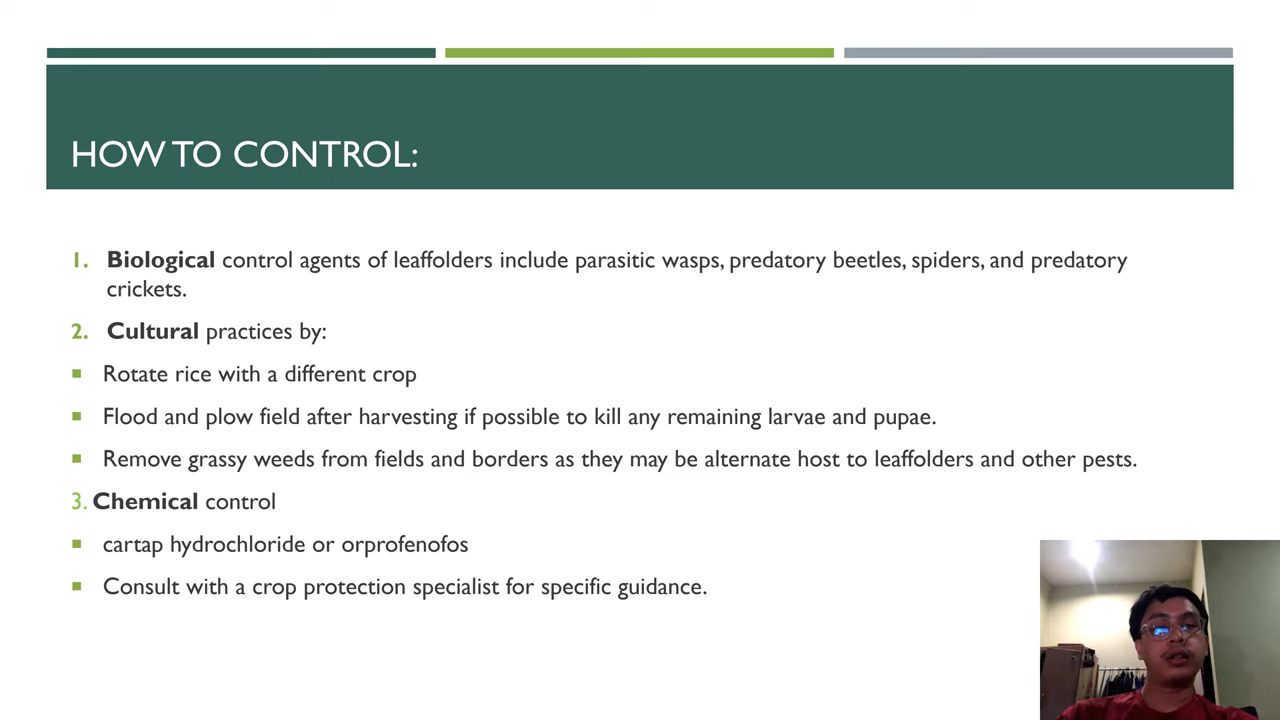 HOW TO CONTROL:
1. Biological control agents of leaffolders include parasitic wasps, predatory beetles, spiders, and predatory
crickets.
2. Cultural practices by:
Rotate rice with a different crop
Flood and plow field after harvesting if possible to kill any remaining larvae and pupae.
Remove grassy weeds from fields and borders as they may be alternate host to leaffolders and other pests.
3. Chemical control
cartap hydrochloride or orprofenofos
Consult with a crop protection specialist for specific guidance.